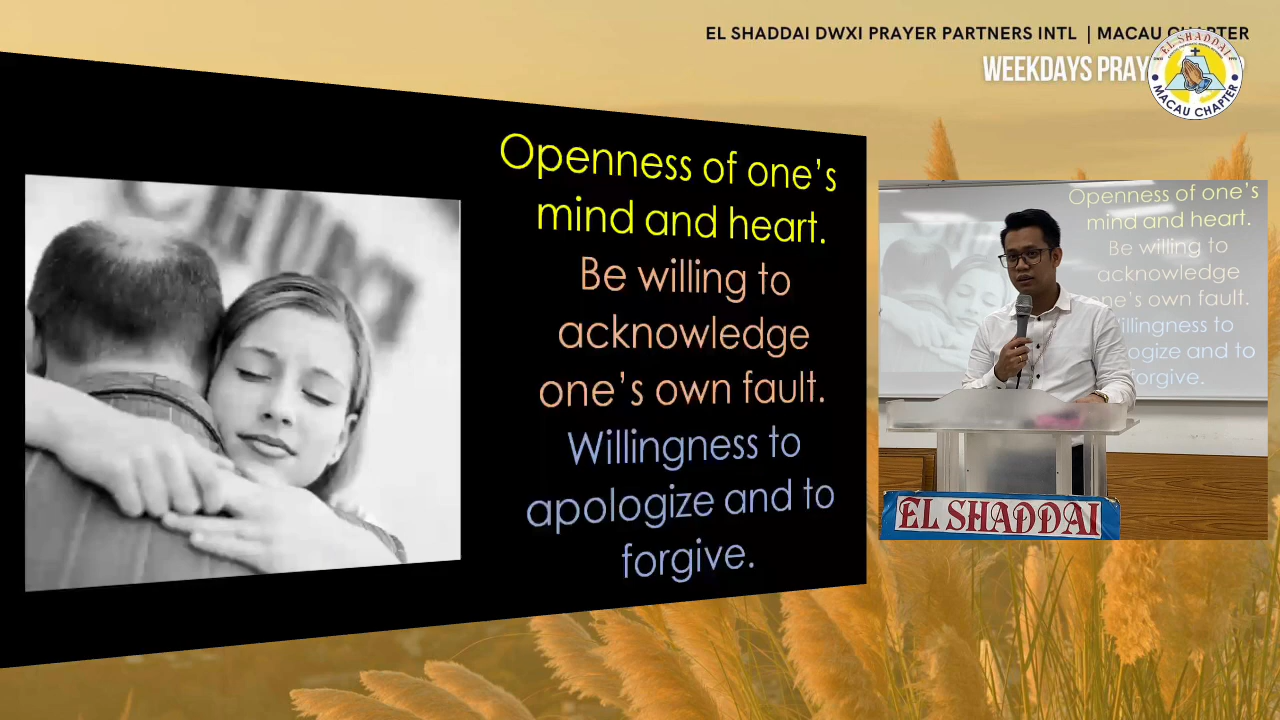 EL SHADDAI DWXI PRAYER PARTNERS INTL | MACAU CHAPTER
WEEKDAYS PRAY
EL SHADDAI
MACAU CHAPTER
Openness of one's
mind and heart.
Be willing to
acknowledge
one's own fault.
Willingness to
apologize and to
forgive.
Openness of one's
mind and heart.
Be willing to
acknowledge
one's own fault.
illingness to
ogize and to
forgive.
EL SHADDAI